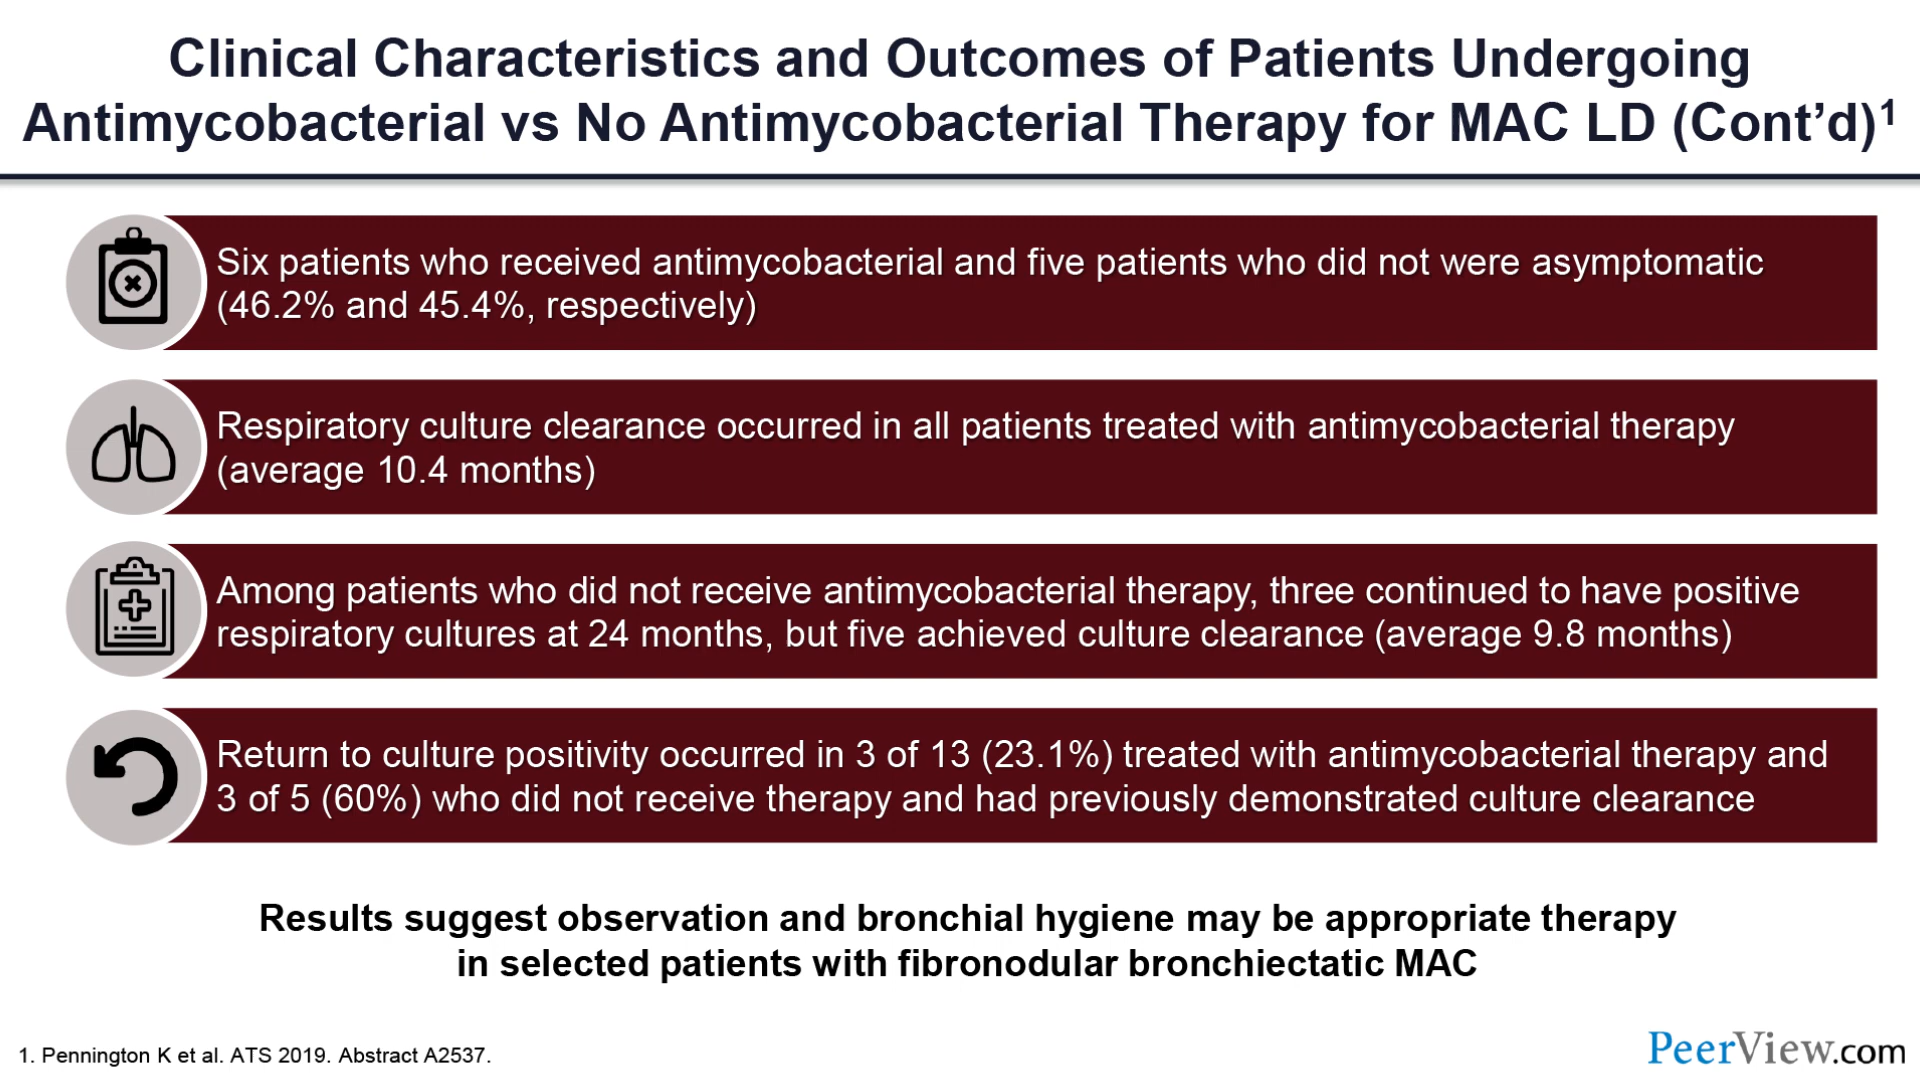 Clinical Characteristics and Outcomes of Patients Undergoing
Antimycobacterial vs No Antimycobacterial Therapy for MAC LD (Cont’d)1
Six patients who received antimycobacterial and five patients who did not were asymptomatic
(46.2% and 45.4%, respectively)
Respiratory culture clearance occurred in all patients treated with antimycobacterial therapy
(average 10.4 months)
Among patients who did not receive antimycobacterial therapy, three continued to have positive
respiratory cultures at 24 months, but five achieved culture clearance (average 9.8 months)
Return to culture positivity occurred in 3 of 13 (23.1%) treated with antimycobacterial therapy and
3 of 5 (60%) who did not receive therapy and had previously demonstrated culture clearance
Results suggest observation and bronchial hygiene may be appropriate therapy
in selected patients with fibronodular bronchiectatic MAC
1. Pennington K et al. ATS 2019. Abstract A2537.
PeerView.com